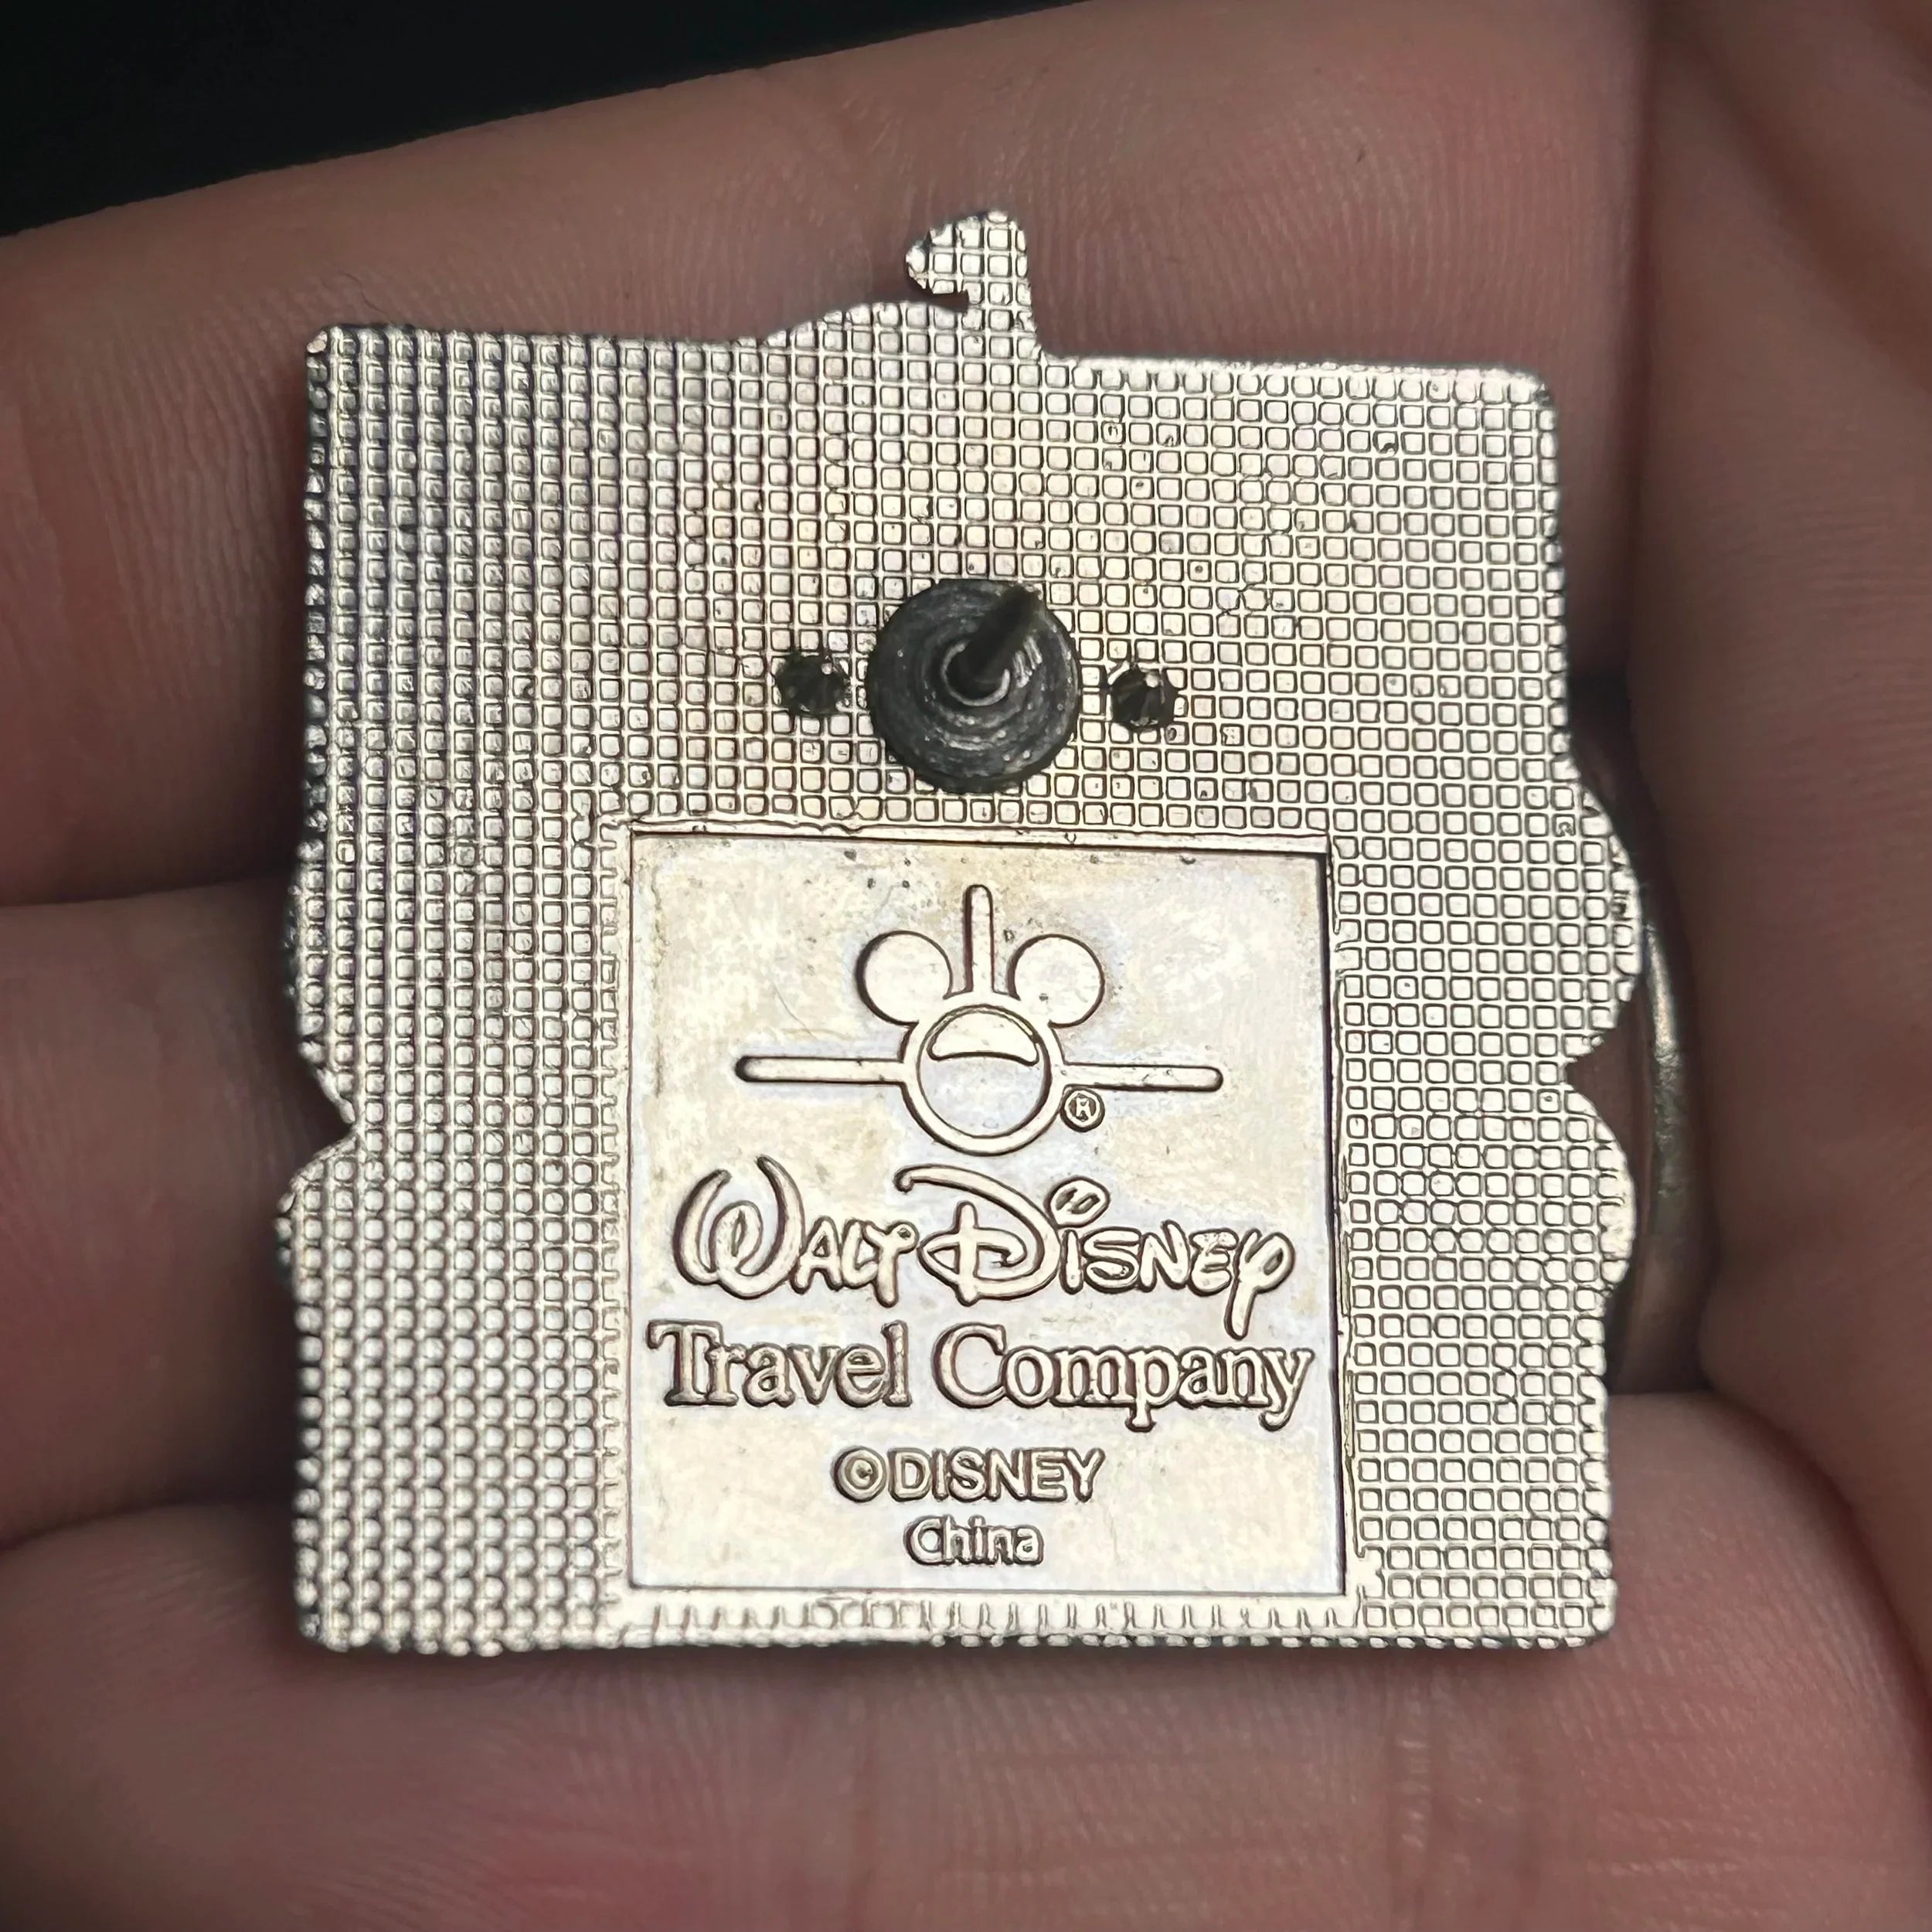 ®
Walt Disney
Travel Company
©DISNEY
China